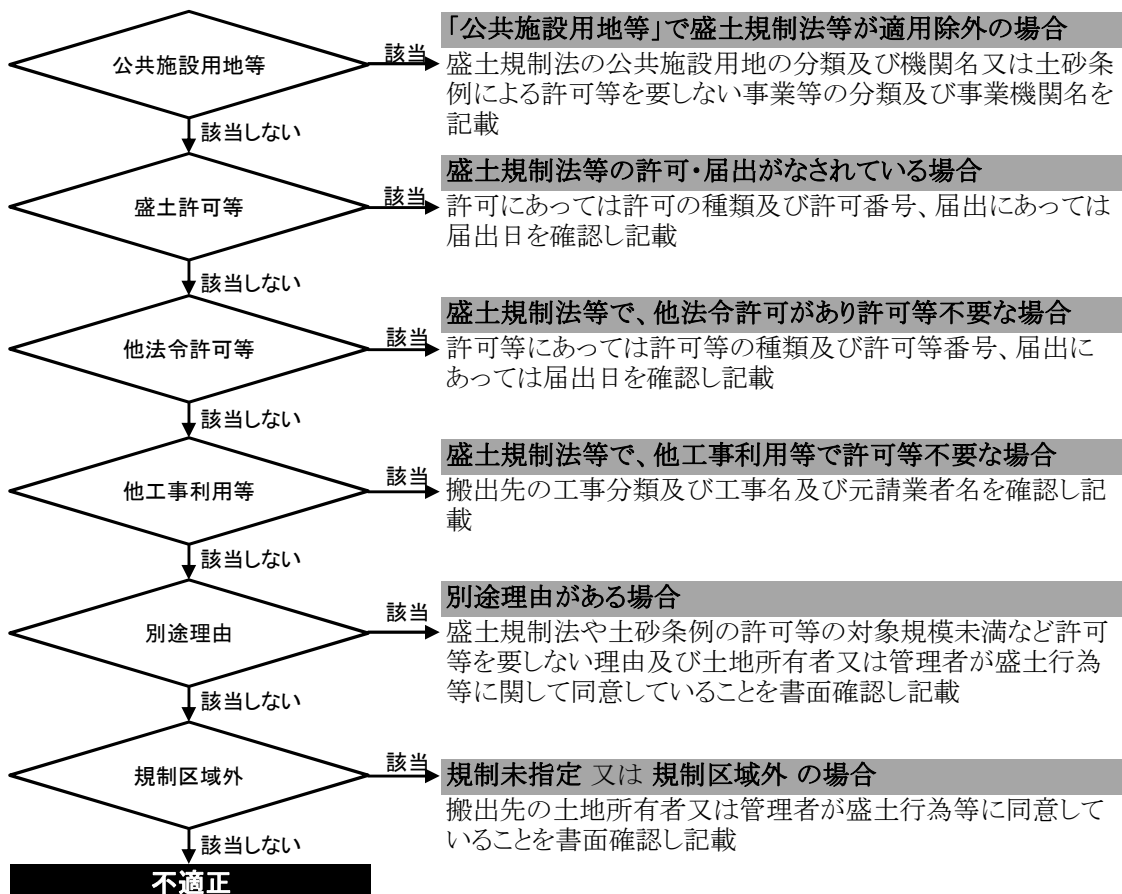 「公共施設用地等」で盛土規制法等が適用除外の場合
公共施設用地等
該当
盛土規制法の公共施設用地の分類及び機関名又は土砂条
例による許可等を要しない事業等の分類及び事業機関名を
記載
該当しない
盛土規制法等の許可・届出がなされている場合
盛土許可等
該当
許可にあっては許可の種類及び許可番号、届出にあっては
届出日を確認し記載
該当しない
盛土規制法等で、他法令許可があり許可等不要な場合
他法令許可等
該当
許可等にあっては許可等の種類及び許可等番号、届出に
あっては届出日を確認し記載
該当しない
盛土規制法等で、他工事利用等で許可等不要な場合
他工事利用等
該当
搬出先の工事分類及び工事名及び元請業者名を確認し記
載
該当しない
別途理由がある場合
別途理由
該当
盛土規制法や土砂条例の許可等の対象規模未満など許可
等を要しない理由及び土地所有者又は管理者が盛土行為
等に関して同意していることを書面確認し記載
該当しない
規制区域外
該当
規制未指定 又は 規制区域外 の場合
搬出先の土地所有者又は管理者が盛土行為等に同意して
いることを書面確認し記載
該当しない
不適正